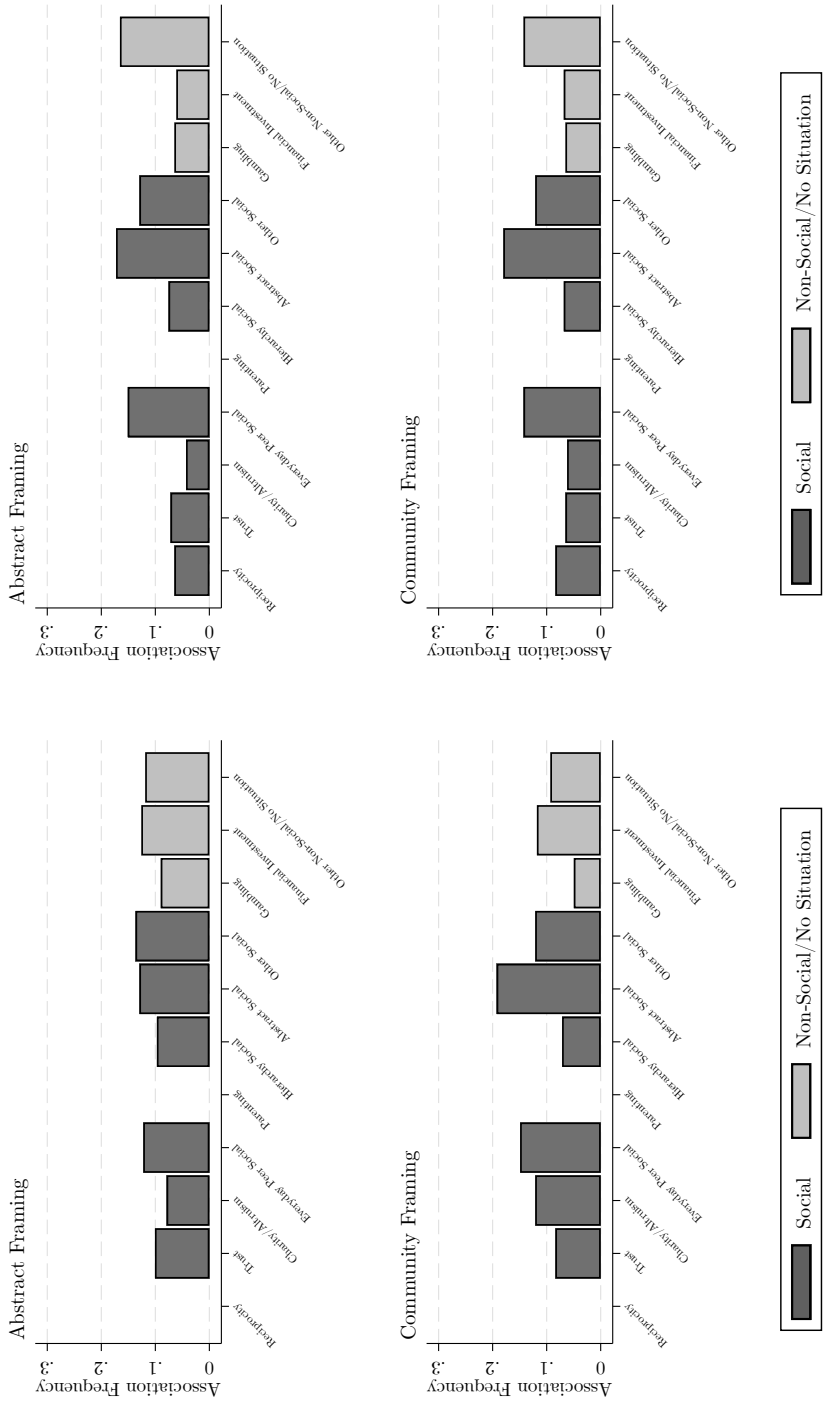 Abstract Framing
Association Frequency
.3
.2
.1
0
Reciprocity
Trust
Charity/Altruism
Everyday Peer Social
Parenting
Hierarchy Social
Abstract Social
Other Social
Gambling
Financial Investment
Other Non-Social/No Situation
Community Framing
Association Frequency
.3
.2
.1
0
Reciprocity
Trust
Charity/Altruism
Everyday Peer Social
Parenting
Hierarchy Social
Abstract Social
Other Social
Gambling
Financial Investment
Other Non-Social/No Situation
Social
Non-Social/No Situation
Abstract Framing
Association Frequency
.3
.2
.1
0
Reciprocity
Trust
Charity/Altruism
Everyday Peer Social
Parenting
Hierarchy Social
Abstract Social
Other Social
Gambling
Financial Investment
Other Non-Social/No Situation
Community Framing
Association Frequency
.3
.2
.1
0
Reciprocity
Trust
Charity/Altruism
Everyday Peer Social
Parenting
Hierarchy Social
Abstract Social
Other Social
Gambling
Financial Investment
Other Non-Social/No Situation
Social
Non-Social/No Situation